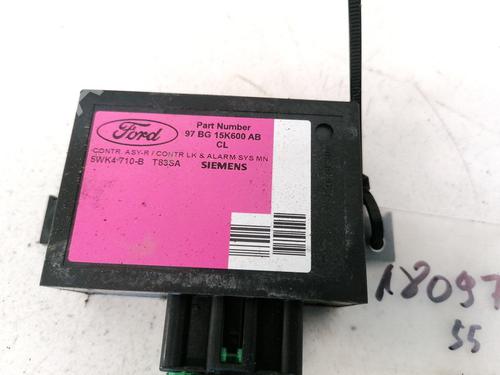 Ford
Part Number
97 BG 15K600 AB
CL
CONTR. ASY-R / CONTR LK & ALARM SYS MN
5WK4 710-B T83SA SIEMENS
18097
55